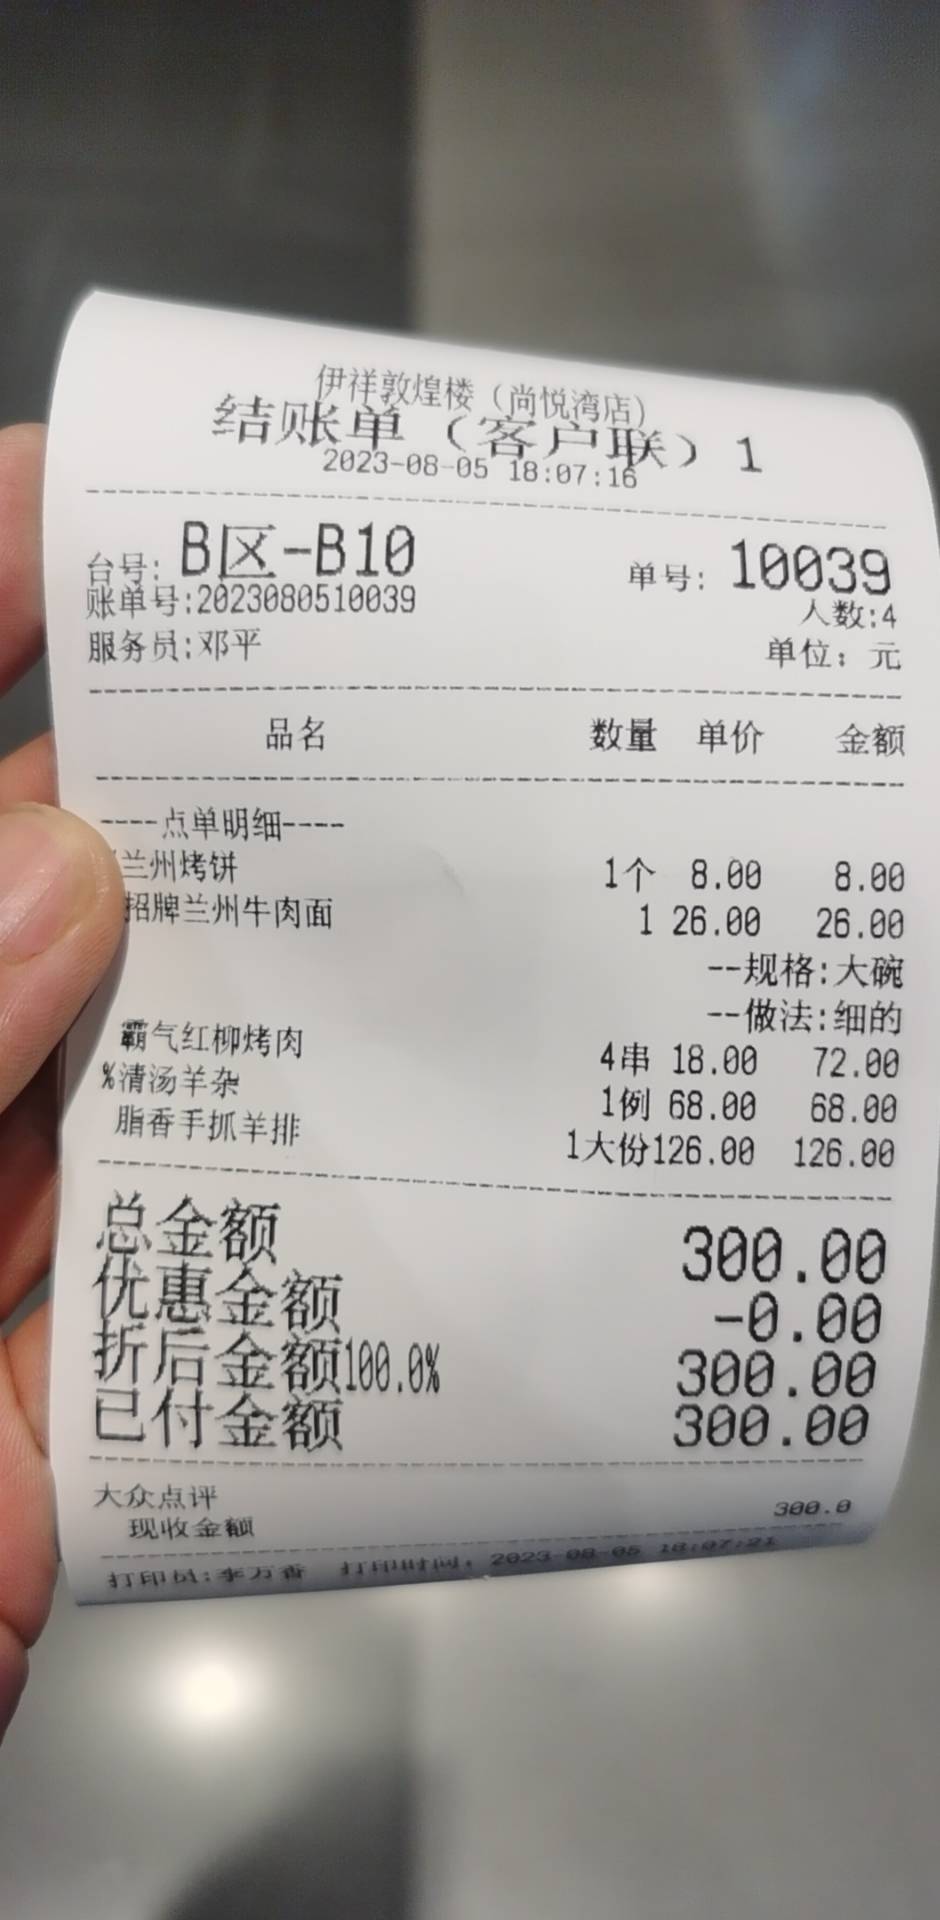 伊祥敦煌楼（尚悦湾店）
结账单（客户联）1
2023-08-05 18:07:16
台号: B区-B10 单号: 10039
账单号:2023080510039 人数:4
服务员:邓平 单位：元
品名 数量 单价 金额
----点单明细----
兰州烤饼 1个 8.00 8.00
招牌兰州牛肉面 1 26.00 26.00
--规格:大碗
--做法:细的
霸气红柳烤肉 4串 18.00 72.00
%清汤羊杂 1例 68.00 68.00
脂香手抓羊排 1大份126.00 126.00
总金额 300.00
优惠金额 -0.00
折后金额100.0% 300.00
已付金额 300.00
大众点评 300.0
现收金额
打印员:李万香 打印时间: 2023-08-05 18:07:21